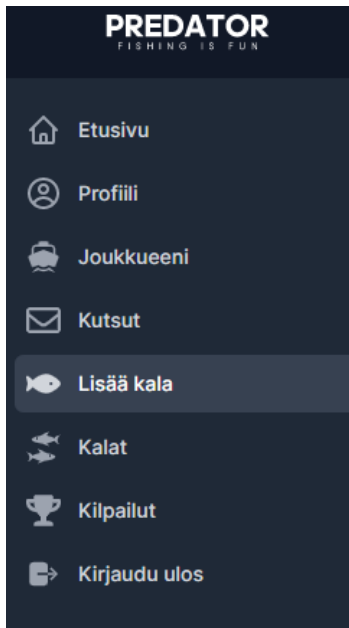 PREDATOR
FISHING IS FUN
Etusivu
Profiili
Joukkueeni
Kutsut
Lisää kala
Kalat
Kilpailut
Kirjaudu ulos